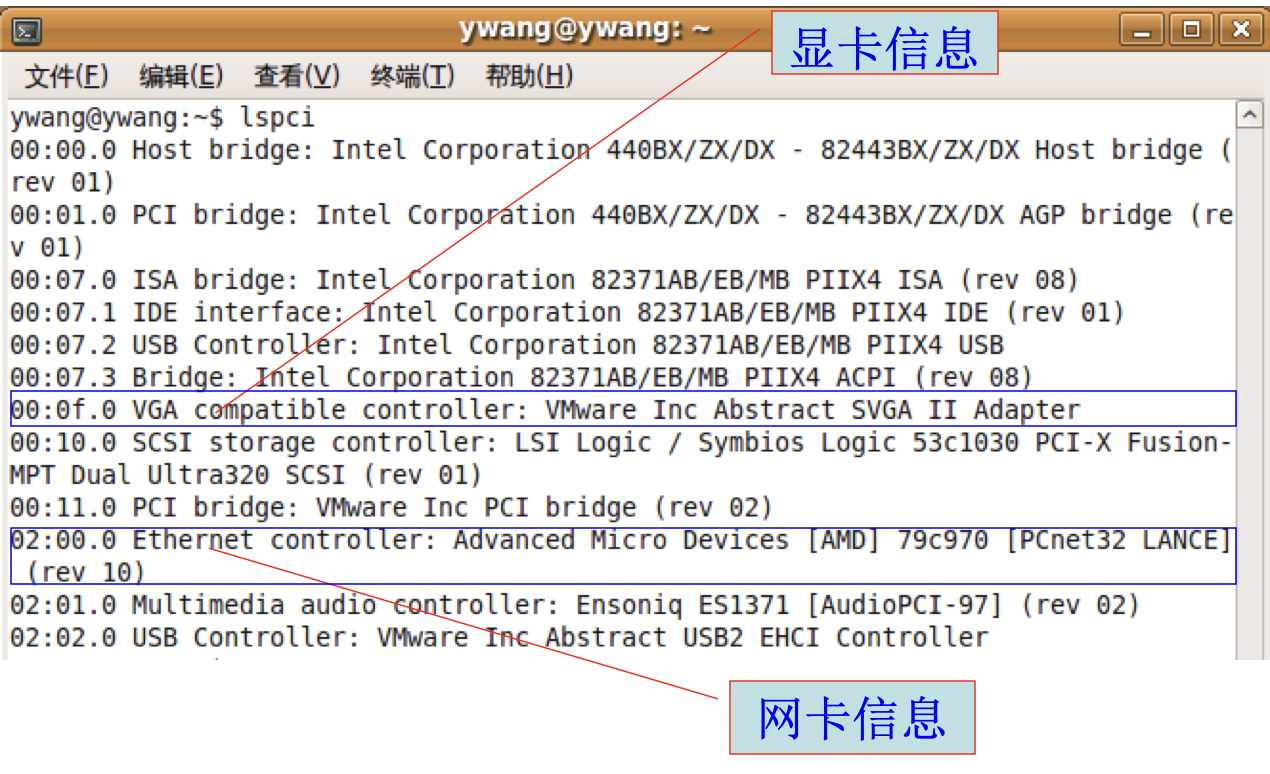 ywang@ywang: ~
显卡信息
文件(F) 编辑(E) 查看(V) 终端(T) 帮助(H)
ywang@ywang:~$ lspci
00:00.0 Host bridge: Intel Corporation 440BX/ZX/DX - 82443BX/ZX/DX Host bridge (
rev 01)
00:01.0 PCI bridge: Intel Corporation 440BX/ZX/DX - 82443BX/ZX/DX AGP bridge (re
v 01)
00:07.0 ISA bridge: Intel Corporation 82371AB/EB/MB PIIX4 ISA (rev 08)
00:07.1 IDE interface: Intel Corporation 82371AB/EB/MB PIIX4 IDE (rev 01)
00:07.2 USB Controller: Intel Corporation 82371AB/EB/MB PIIX4 USB
00:07.3 Bridge: Intel Corporation 82371AB/EB/MB PIIX4 ACPI (rev 08)
00:0f.0 VGA compatible controller: VMware Inc Abstract SVGA II Adapter
00:10.0 SCSI storage controller: LSI Logic / Symbios Logic 53c1030 PCI-X Fusion-
MPT Dual Ultra320 SCSI (rev 01)
00:11.0 PCI bridge: VMware Inc PCI bridge (rev 02)
02:00.0 Ethernet controller: Advanced Micro Devices [AMD] 79c970 [PCnet32 LANCE]
(rev 10)
02:01.0 Multimedia audio controller: Ensoniq ES1371 [AudioPCI-97] (rev 02)
02:02.0 USB Controller: VMware Inc Abstract USB2 EHCI Controller
网卡信息